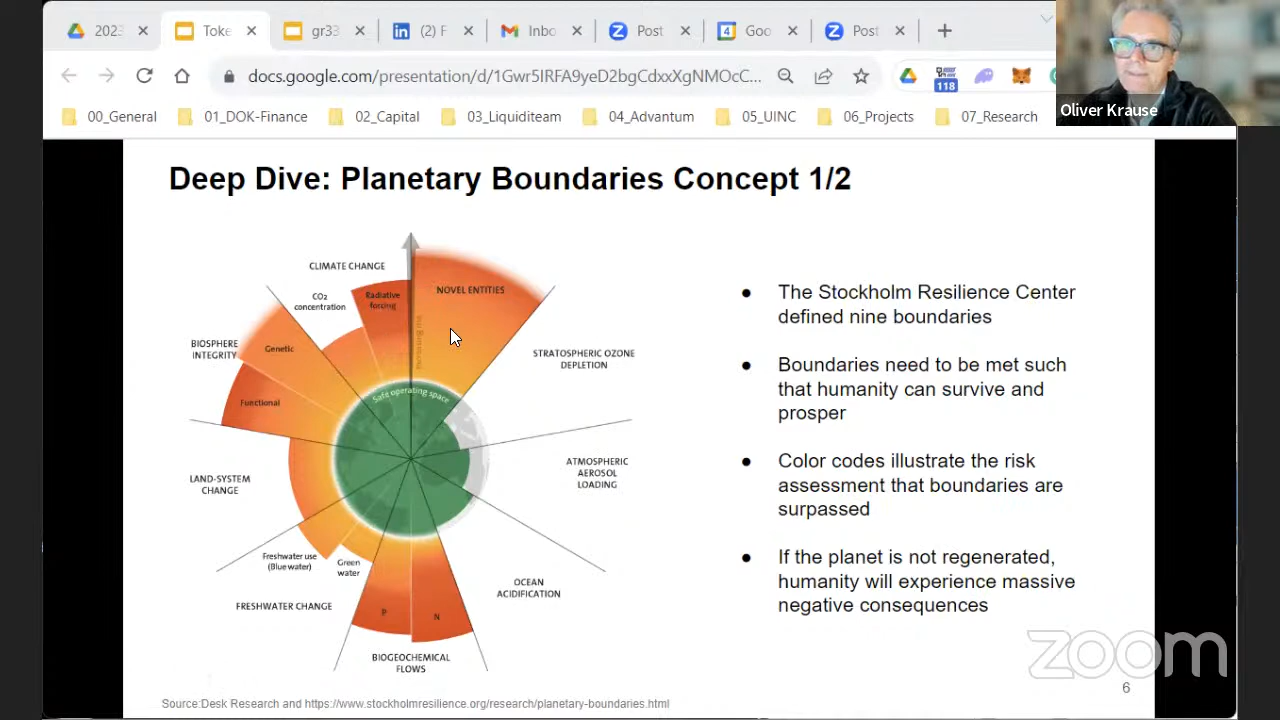 2023
Toke
gr33
(2) F
Inbo
Post
Goo
Post
docs.google.com/presentation/d/1Gwr5IRFA9yeD2bgCdxxXgNMOcC...
118
00_General
01_DOK-Finance
02_Capital
03_Liquiditeam
04_Advantum
05_UINC
06_Projects
07_Research
Oliver Krause
Deep Dive: Planetary Boundaries Concept 1/2
CLIMATE CHANGE
CO2
concentration
Radiative
forcing
NOVEL ENTITIES
Increasing risk
BIOSPHERE
INTEGRITY
Genetic
Functional
STRATOSPHERIC OZONE
DEPLETION
Safe operating space
LAND-SYSTEM
CHANGE
ATMOSPHERIC
AEROSOL
LOADING
Freshwater use
(Blue water)
Green
water
FRESHWATER CHANGE
OCEAN
ACIDIFICATION
P
N
BIOGEOCHEMICAL
FLOWS
● The Stockholm Resilience Center
defined nine boundaries
● Boundaries need to be met such
that humanity can survive and
prosper
● Color codes illustrate the risk
assessment that boundaries are
surpassed
● If the planet is not regenerated,
humanity will experience massive
negative consequences
zoom
6
Source:Desk Research and https://www.stockholmresilience.org/research/planetary-boundaries.html